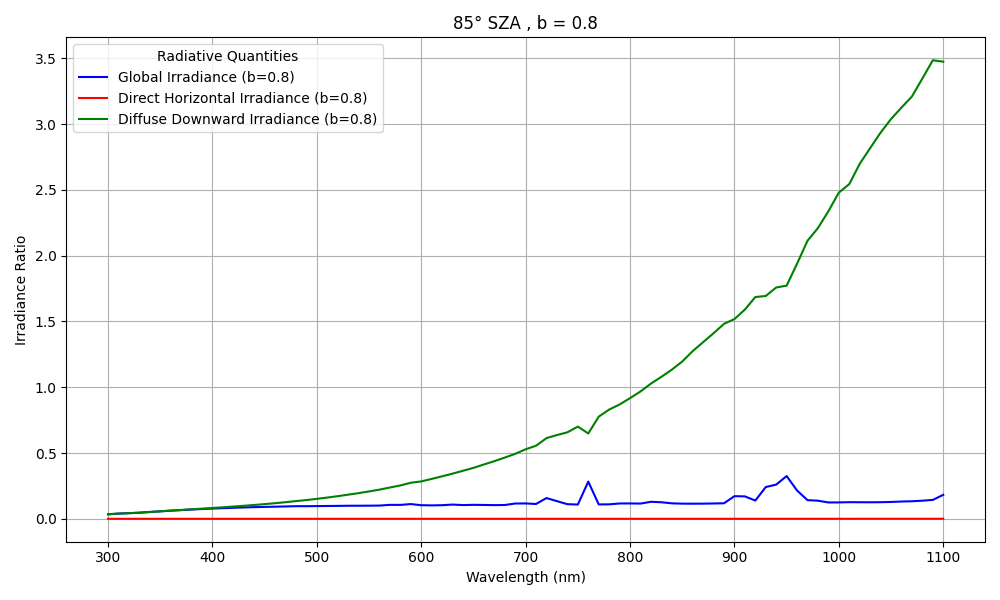 85° SZA , b = 0.8
Radiative Quantities
Global Irradiance (b=0.8)
Direct Horizontal Irradiance (b=0.8)
Diffuse Downward Irradiance (b=0.8)
Irradiance Ratio
3.5
3.0
2.5
2.0
1.5
1.0
0.5
0.0
300 400 500 600 700 800 900 1000 1100
Wavelength (nm)